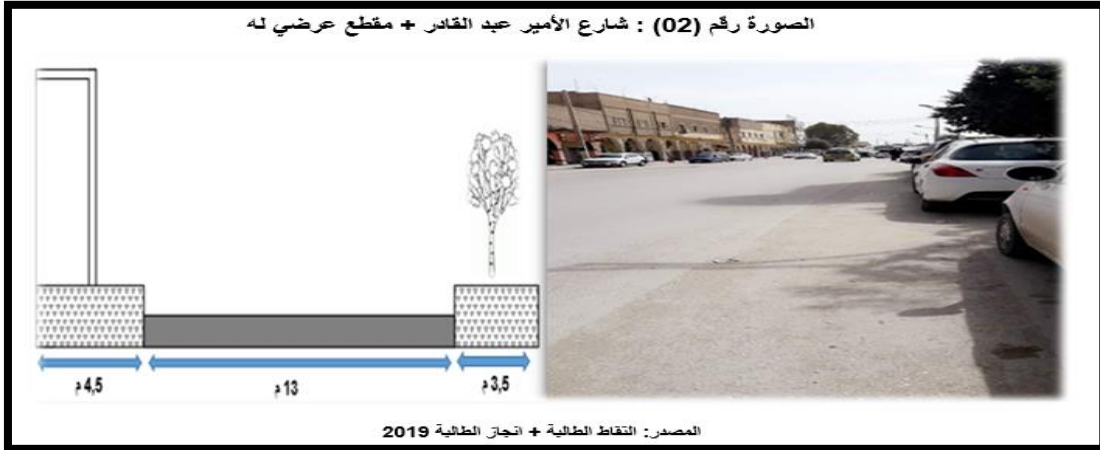 الصورة رقم (02) : شارع الأمير عبد القادر + مقطع عرضي له
4,5 م
13 م
3,5 م
المصدر: التقاط الطالبة + انجاز الطالبة 2019